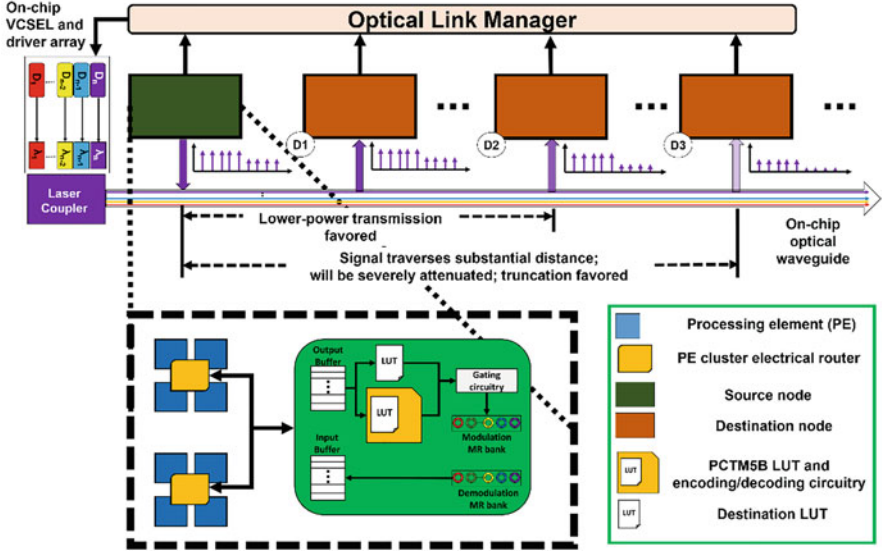 On-chip
VCSEL and
driver array
Optical Link Manager
D₁
Dₙ₋₂
Dₙ₋₁
Dₙ
λ₁
λₙ₋₂
λₙ₋₁
λₙ
D1
D2
D3
Laser
Coupler
Lower-power transmission
favored
Signal traverses substantial distance;
will be severely attenuated; truncation favored
On-chip
optical
waveguide
Output
Buffer
LUT
LUT
Gating
circuitry
Modulation
MR bank
Input
Buffer
Demodulation
MR bank
Processing element (PE)
PE cluster electrical router
Source node
Destination node
LUT
PCTM5B LUT and
encoding/decoding circuitry
LUT
Destination LUT